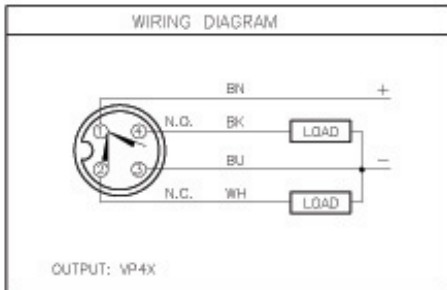 WIRING DIAGRAM
BN +
1 4 N.O. BK LOAD
2 3 BU −
N.C. WH LOAD
OUTPUT: VP4X